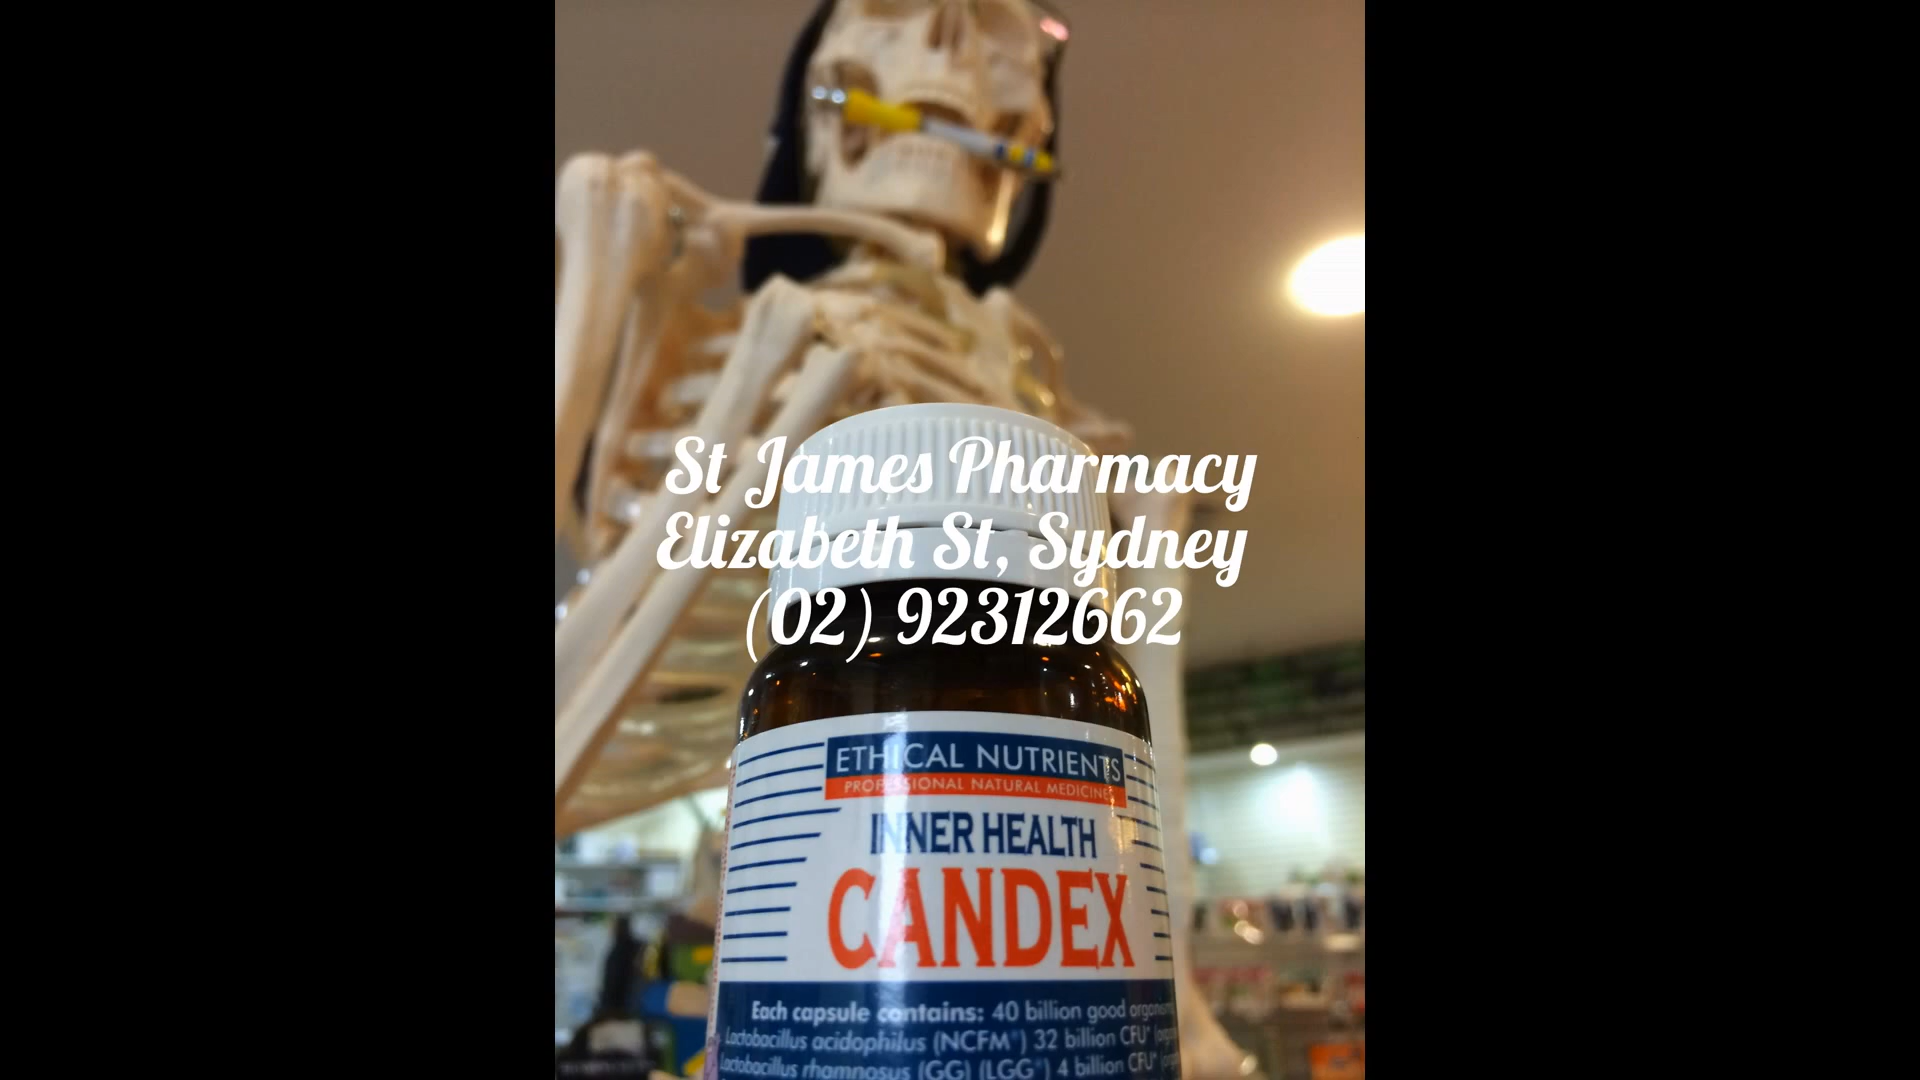 St James Pharmacy
Elizabeth St, Sydney
(02) 92312662
ETHICAL NUTRIENTS
PROFESSIONAL NATURAL MEDICINES
INNER HEALTH
CANDEX
Each capsule contains: 40 billion good organisms
Lactobacillus acidophilus (NCFM®) 32 billion CFU*
Lactobacillus rhamnosus (GG) (LGG®) 4 billion CFU*